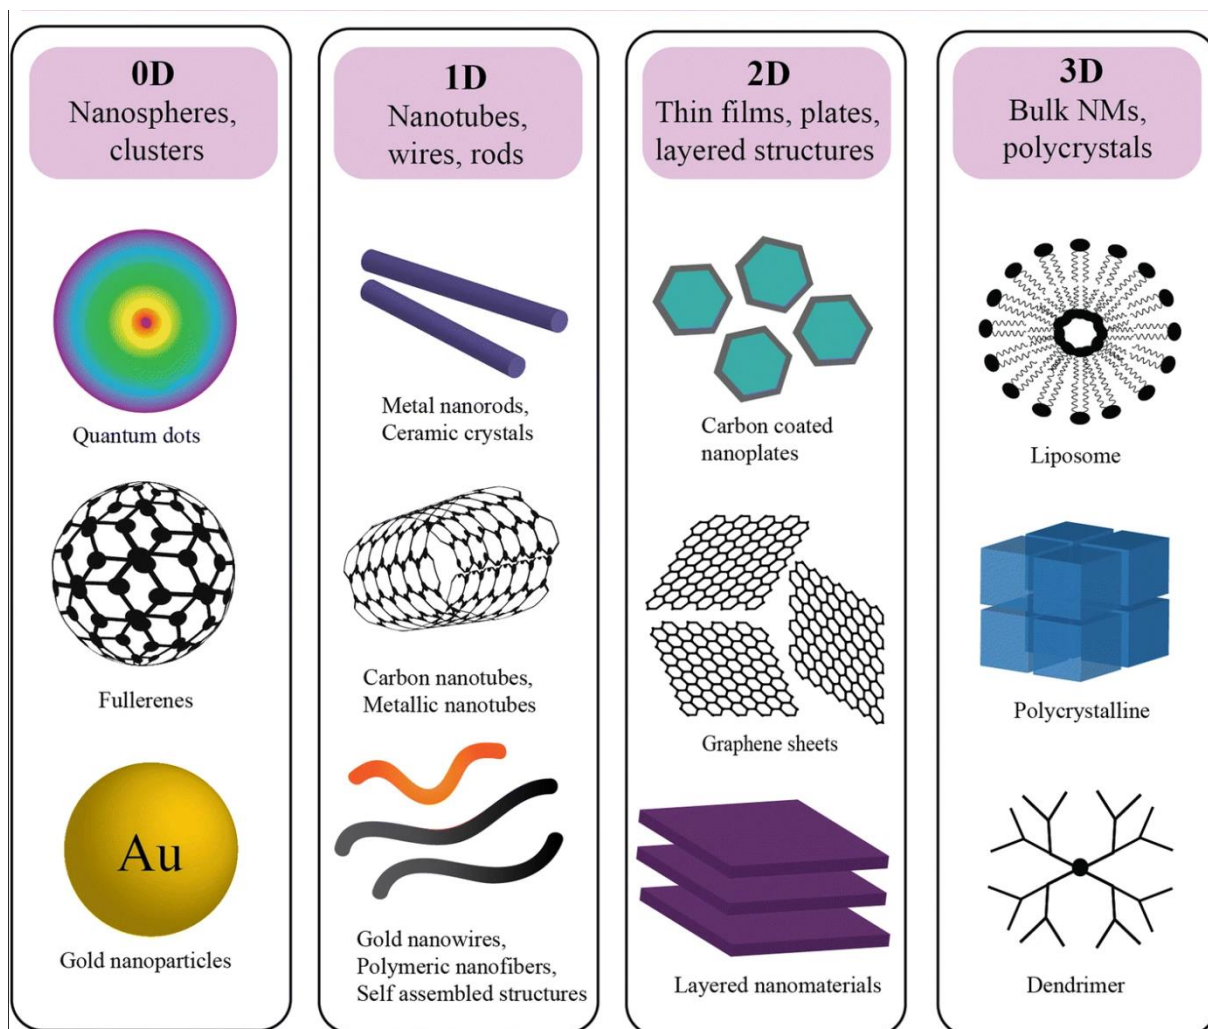 0D
Nanospheres,
clusters
Quantum dots
Fullerenes
Au
Gold nanoparticles
1D
Nanotubes,
wires, rods
Metal nanorods,
Ceramic crystals
Carbon nanotubes,
Metallic nanotubes
Gold nanowires,
Polymeric nanofibers,
Self assembled structures
2D
Thin films, plates,
layered structures
Carbon coated
nanoplates
Graphene sheets
Layered nanomaterials
3D
Bulk NMs,
polycrystals
Liposome
Polycrystalline
Dendrimer